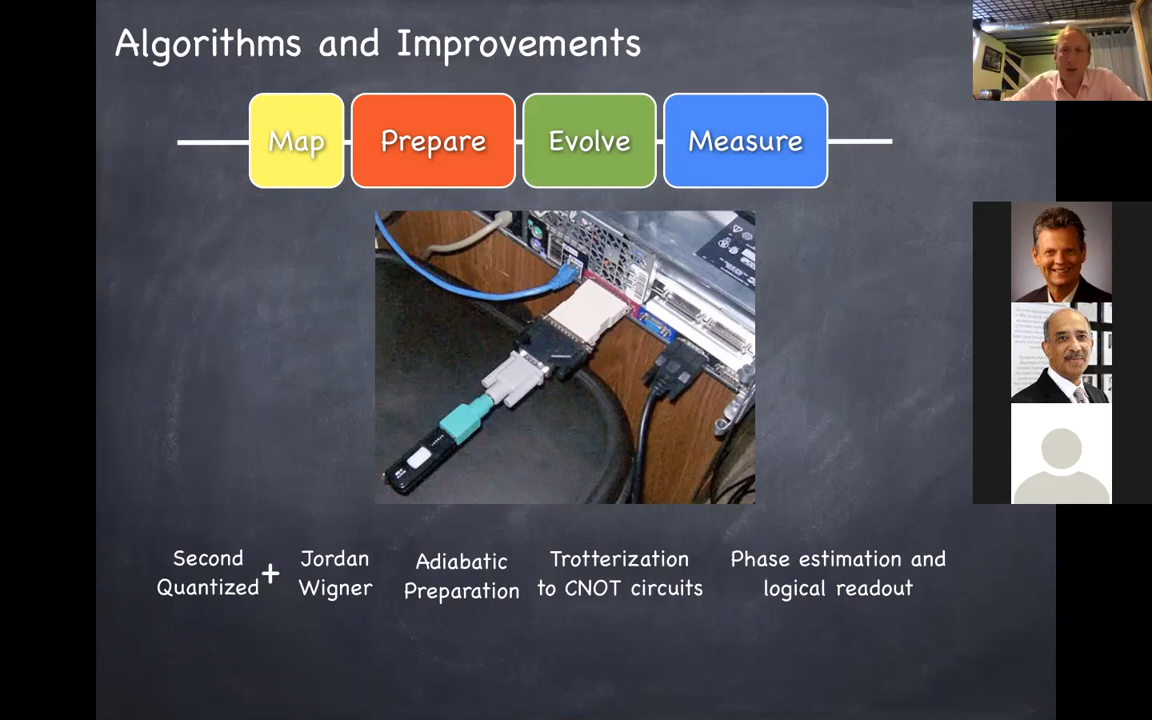 Algorithms and Improvements
Map
Prepare
Evolve
Measure
Second
Quantized
+
Jordan
Wigner
Adiabatic
Preparation
Trotterization
to CNOT circuits
Phase estimation and
logical readout